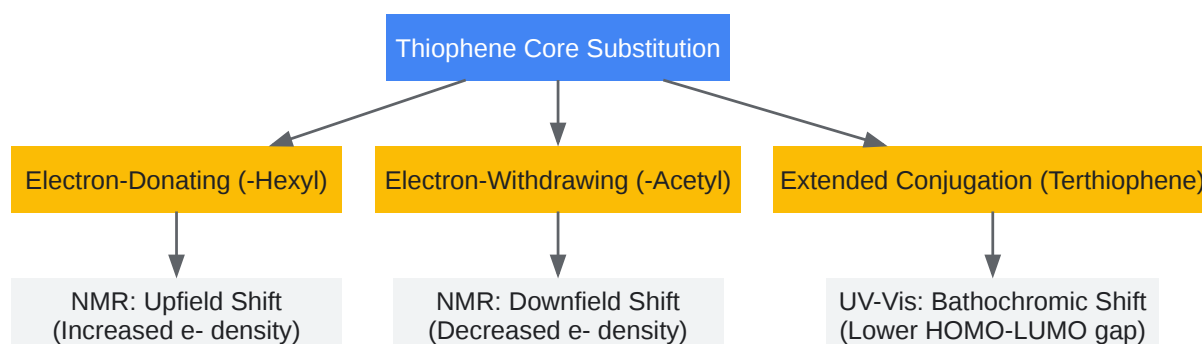 Thiophene Core Substitution
Electron-Donating (-Hexyl)
Electron-Withdrawing (-Acetyl)
Extended Conjugation (Terthiophene)
NMR: Upfield Shift
(Increased e- density)
NMR: Downfield Shift
(Decreased e- density)
UV-Vis: Bathochromic Shift
(Lower HOMO-LUMO gap)